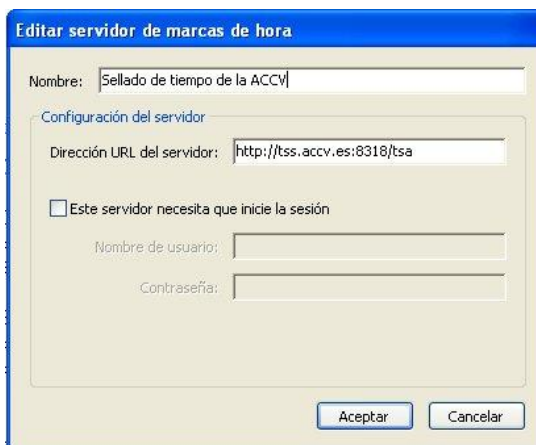 Editar servidor de marcas de hora
Nombre: Sellado de tiempo de la ACCV
Configuración del servidor
Dirección URL del servidor: http://tss.accv.es:8318/tsa
Este servidor necesita que inicie la sesión
Nombre de usuario:
Contraseña:
Aceptar Cancelar